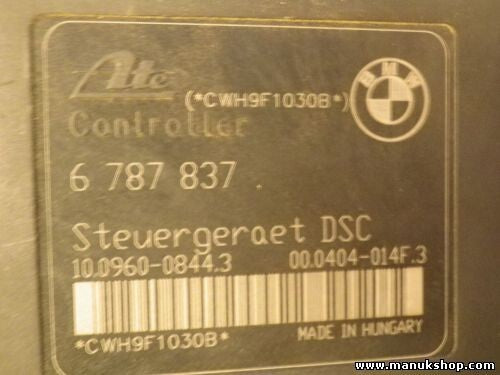 Ate
(*CWH9F1030B*)
BMW
Controller
6 787 837
Steuergeraet DSC
10.0960-0844.3 00.0404-014F.3
*CWH9F1030B*
MADE IN HUNGARY
www.manukshop.com